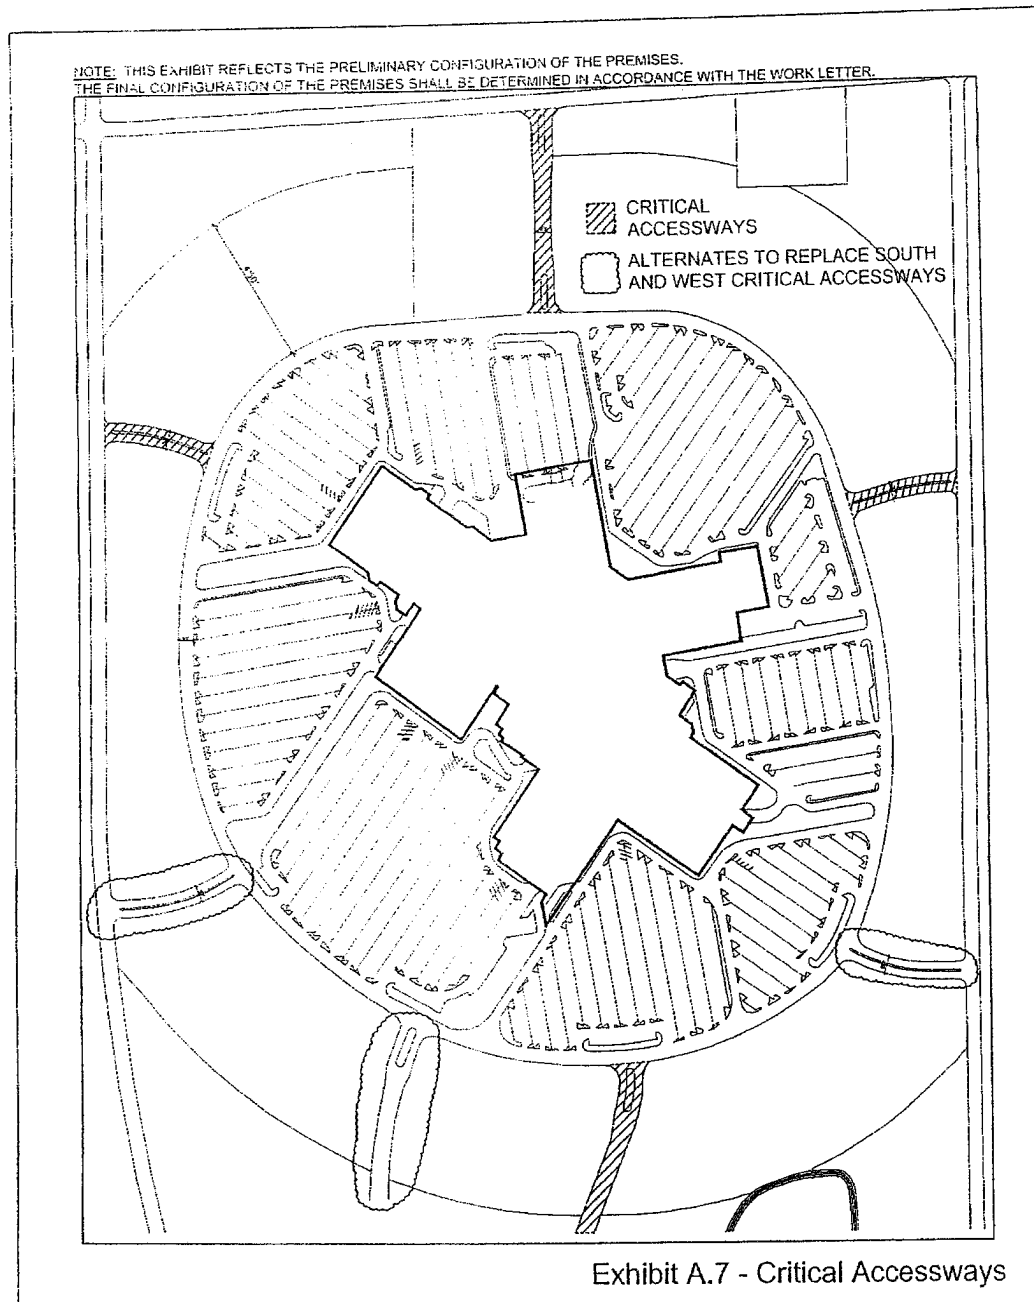 NOTE: THIS EXHIBIT REFLECTS THE PRELIMINARY CONFIGURATION OF THE PREMISES.
THE FINAL CONFIGURATION OF THE PREMISES SHALL BE DETERMINED IN ACCORDANCE WITH THE WORK LETTER.
CRITICAL
ACCESSWAYS
ALTERNATES TO REPLACE SOUTH
AND WEST CRITICAL ACCESSWAYS
Exhibit A.7 - Critical Accessways